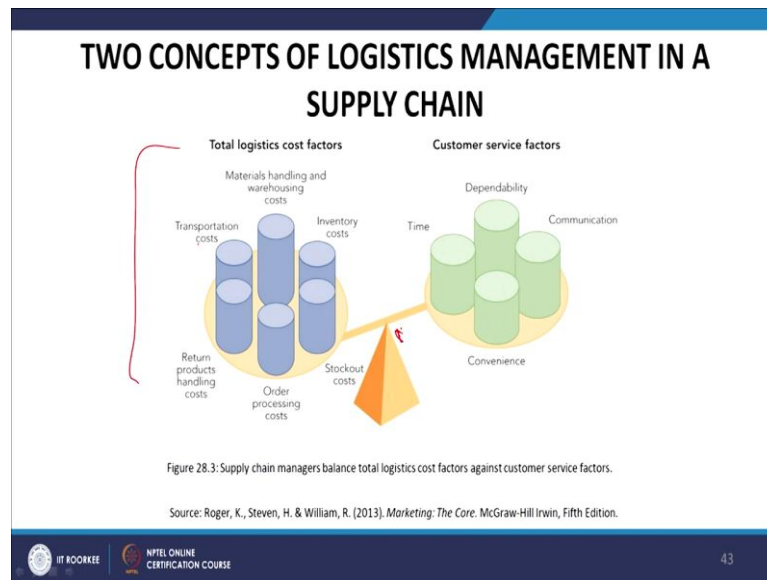 TWO CONCEPTS OF LOGISTICS MANAGEMENT IN A
SUPPLY CHAIN
Total logistics cost factors
Materials handling and
warehousing
costs
Transportation
costs
Inventory
costs
Return
products
handling
costs
Order
processing
costs
Stockout
costs
Customer service factors
Dependability
Time
Communication
Convenience
Figure 28.3: Supply chain managers balance total logistics cost factors against customer service factors.
Source: Roger, K., Steven, H. & William, R. (2013). Marketing: The Core. McGraw-Hill Irwin, Fifth Edition.
IIT ROORKEE
NPTEL ONLINE
CERTIFICATION COURSE
43